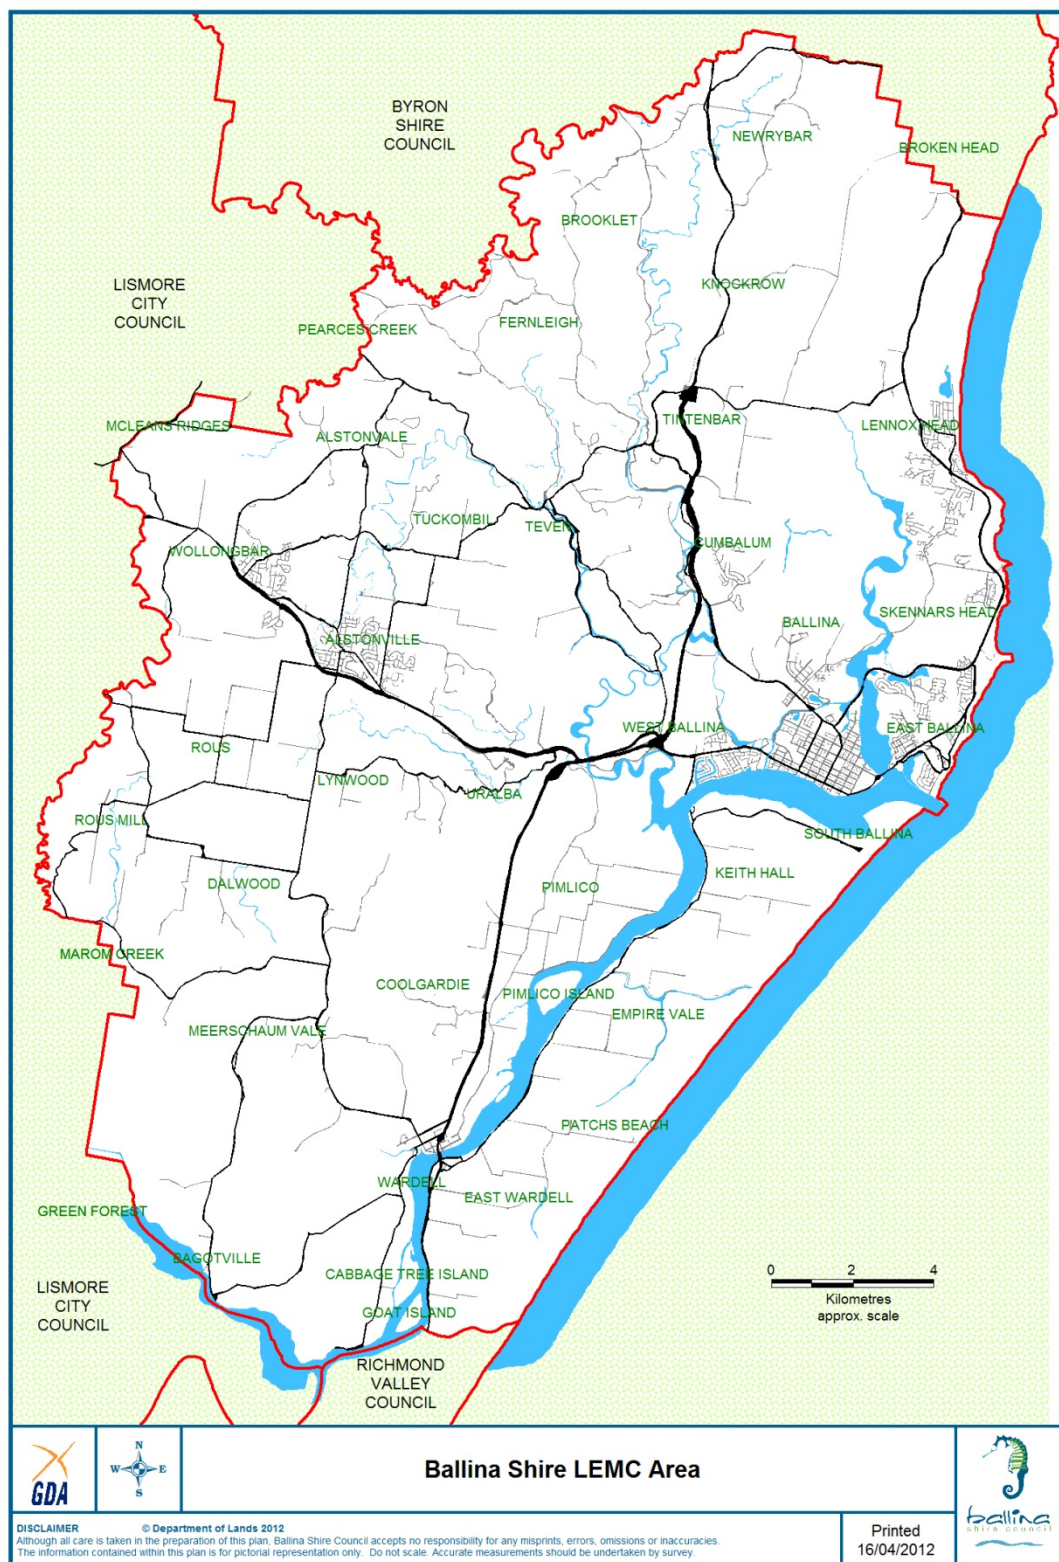 BYRON
SHIRE
COUNCIL
NEWRYBAR
BROKEN HEAD
BROOKLET
LISMORE
CITY
COUNCIL
KNOCKROW
PEARCES CREEK
FERNLEIGH
MCLEANS RIDGES
ALSTONVALE
TINTENBAR
LENNOX HEAD
TUCKOMBIL
TEVEN
WOLLONGBAR
CUMBALUM
SKENNARS HEAD
BALLINA
ALSTONVILLE
WEST BALLINA
EAST BALLINA
ROUS
LYNWOOD
URALBA
ROUS MILL
SOUTH BALLINA
KEITH HALL
DALWOOD
PIMLICO
MAROM CREEK
COOLGARDIE
PIMLICO ISLAND
EMPIRE VALE
MEERSCHAUM VALE
PATCHS BEACH
WARDELL
EAST WARDELL
GREEN FOREST
BAGOTVILLE
CABBAGE TREE ISLAND
LISMORE
CITY
COUNCIL
GOAT ISLAND
0 2 4
Kilometres
approx. scale
RICHMOND
VALLEY
COUNCIL
GDA
N
W E
S
Ballina Shire LEMC Area
ballina
shire council
DISCLAIMER © Department of Lands 2012
Although all care is taken in the preparation of this plan, Ballina Shire Council accepts no responsibility for any misprints, errors, omissions or inaccuracies.
The information contained within this plan is for pictorial representation only. Do not scale. Accurate measurements should be undertaken by survey.
Printed
16/04/2012